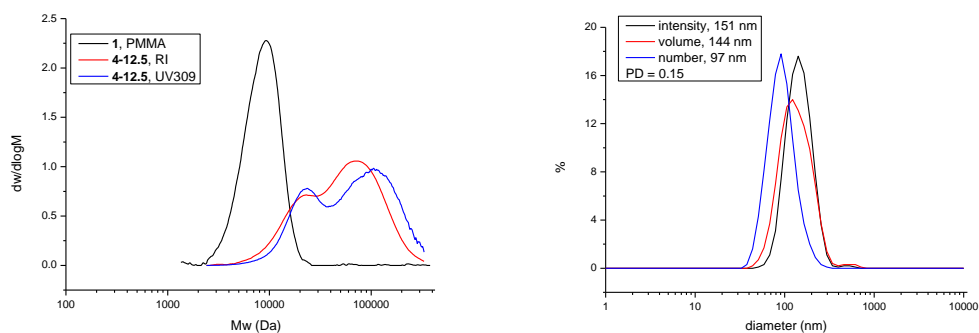 2.5
2.0
1.5
1.0
0.5
0.0
dw/dlogM
1, PMMA
4-12.5, RI
4-12.5, UV309
100
1000
10000
100000
Mw (Da)
20
16
12
8
4
0
%
intensity, 151 nm
volume, 144 nm
number, 97 nm
PD = 0.15
1
10
100
1000
10000
diameter (nm)